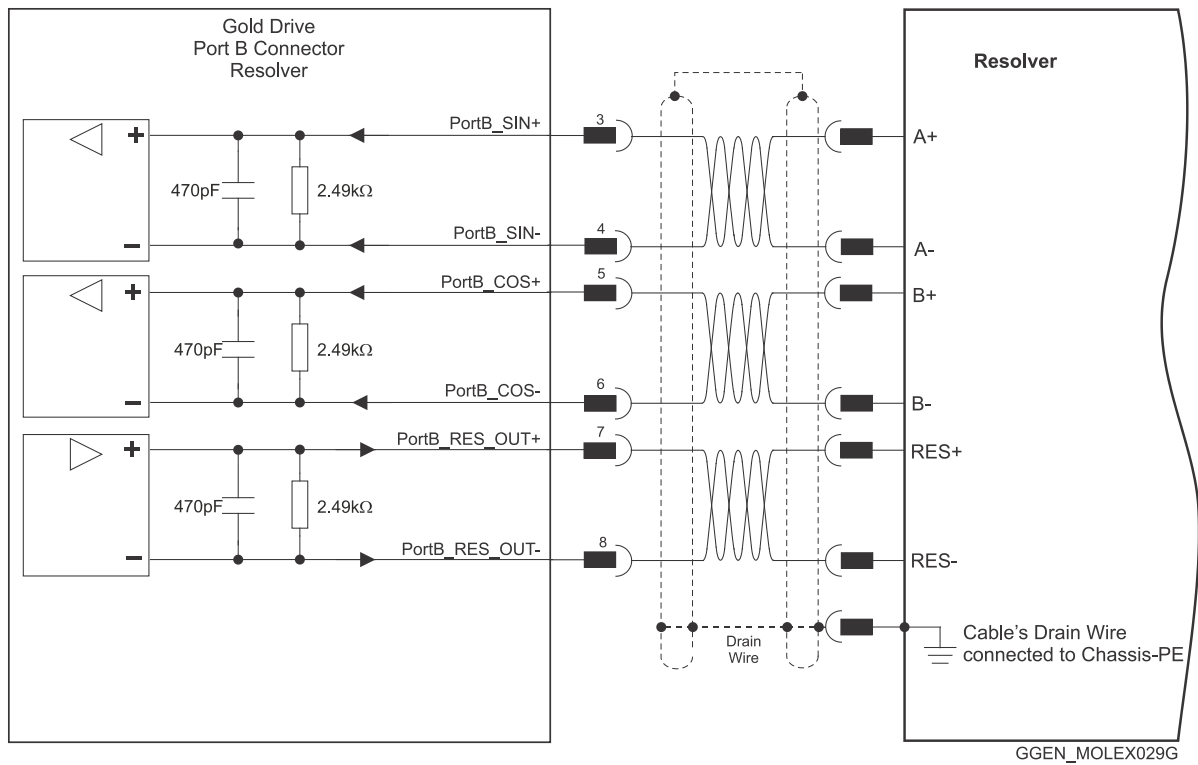 Gold Drive
Port B Connector
Resolver
Resolver
PortB_SIN+
3
A+
+
470pF
2.49kΩ
PortB_SIN-
4
A-
-
PortB_COS+
5
B+
+
470pF
2.49kΩ
PortB_COS-
6
B-
-
PortB_RES_OUT+
7
RES+
+
470pF
2.49kΩ
PortB_RES_OUT-
8
RES-
-
Drain
Wire
Cable's Drain Wire
connected to Chassis-PE
GGEN_MOLEX029G